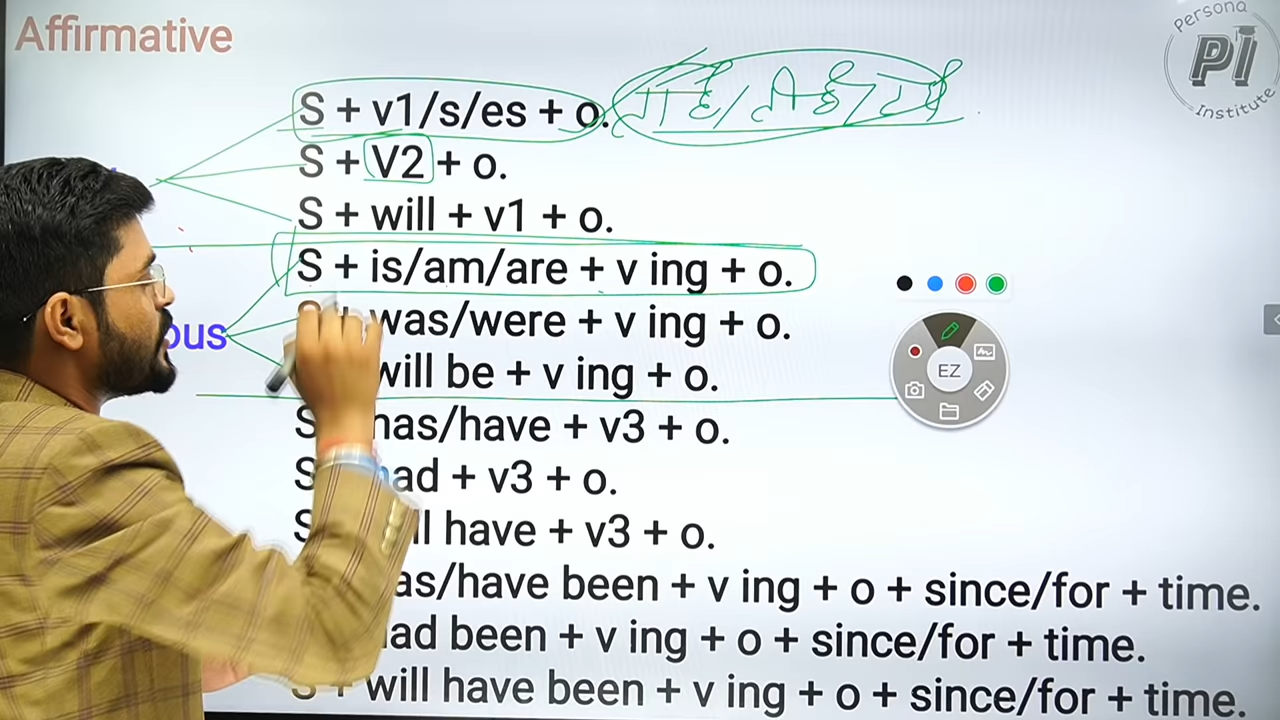 Affirmative
Persona
PI
Institute
S + v1/s/es + o. ता है/ते हैं/ती
S + V2 + o.
S + will + v1 + o.
S + is/am/are + v ing + o.
was/were + v ing + o.
ous
will be + v ing + o.
EZ
S has/have + v3 + o.
S had + v3 + o.
S ll have + v3 + o.
as/have been + v ing + o + since/for + time.
had been + v ing + o + since/for + time.
S + will have been + v ing + o + since/for + time.